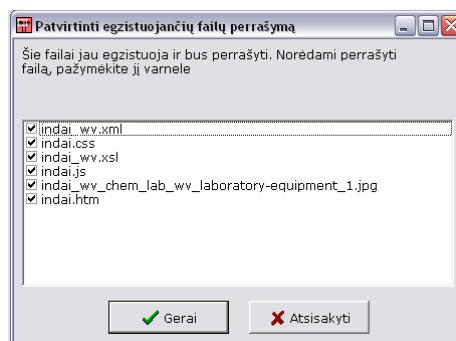 Patvirtinti egzistuojančių failų perrašymą
Šie failai jau egzistuoja ir bus perrašyti. Norėdami perrašyti
failą, pažymėkite jį varnele
indai_wv.xml
indai.css
indai_wv.xsl
indai.js
indai_wv_chem_lab_wv_laboratory-equipment_1.jpg
indai.htm
Gerai
Atsisakyti